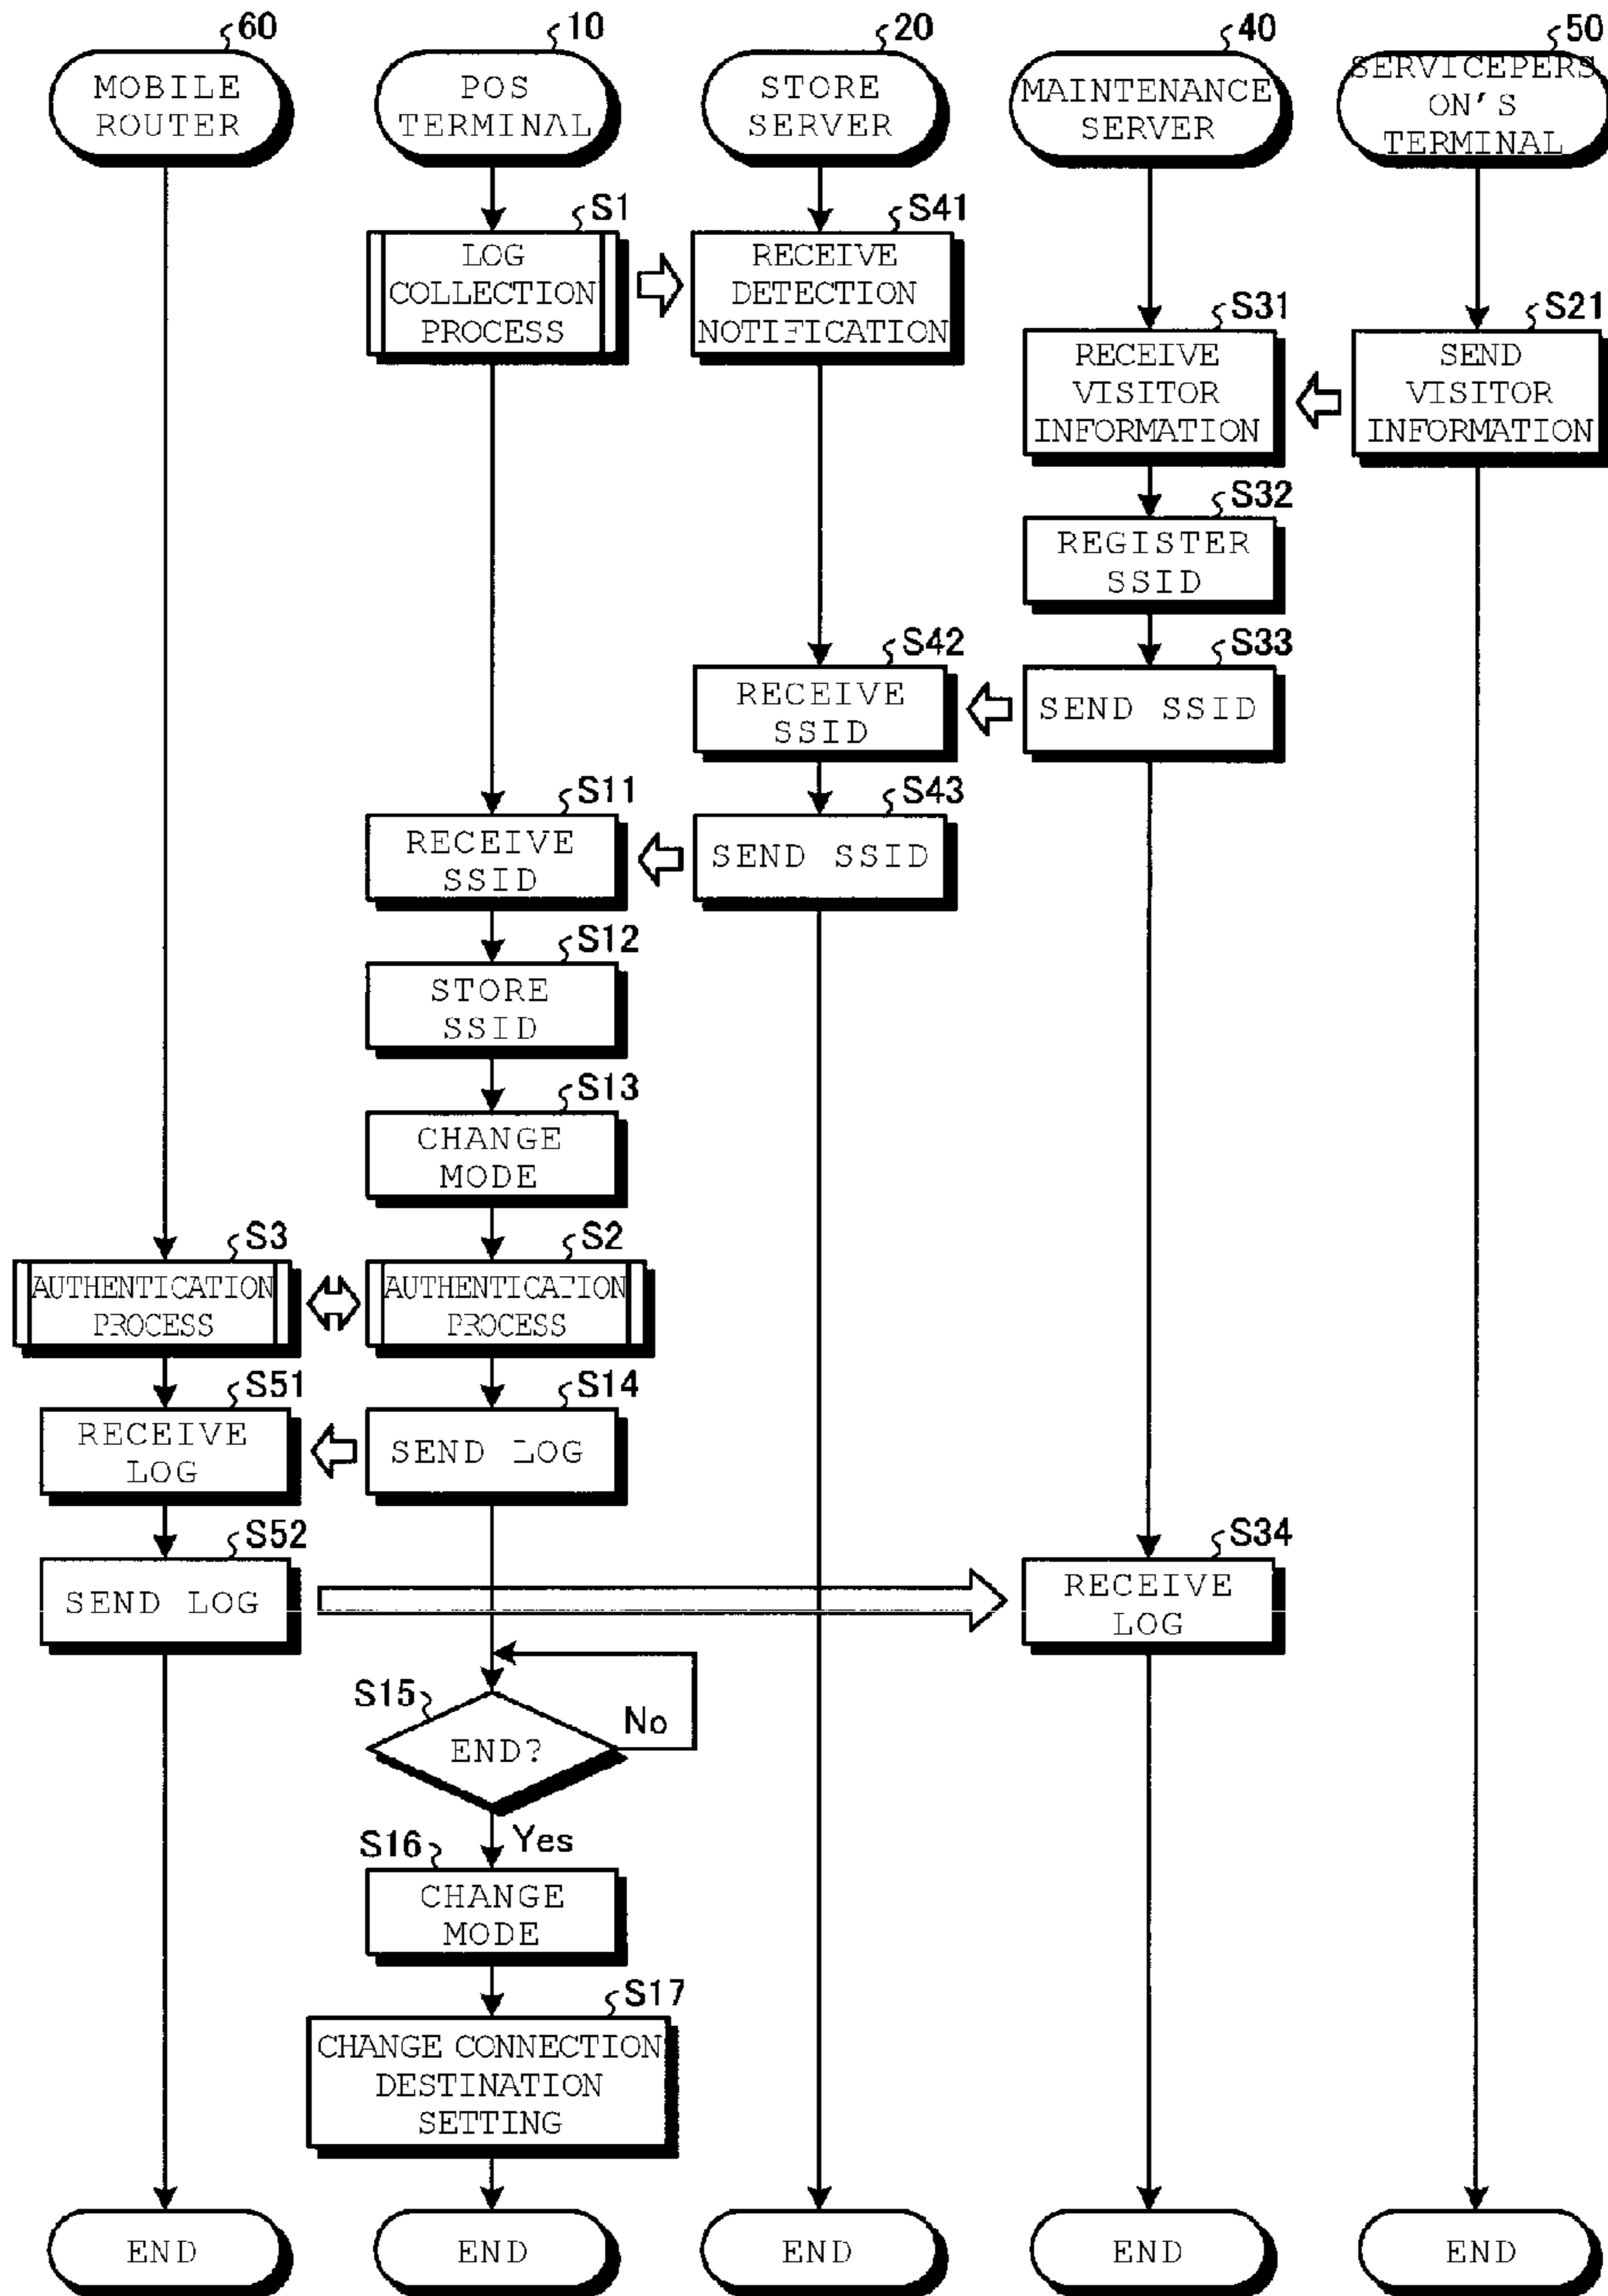 60
10
20
40
50
MOBILE
ROUTER
POS
TERMINAL
STORE
SERVER
MAINTENANCE
SERVER
SERVICEPERS
ON'S
TERMINAL
S1
LOG
COLLECTION
PROCESS
S41
RECEIVE
DETECTION
NOTIFICATION
S31
RECEIVE
VISITOR
INFORMATION
S21
SEND
VISITOR
INFORMATION
S32
REGISTER
SSID
S42
RECEIVE
SSID
S33
SEND SSID
S11
RECEIVE
SSID
S43
SEND SSID
S12
STORE
SSID
S13
CHANGE
MODE
S3
AUTHENTICATION
PROCESS
S2
AUTHENTICATION
PROCESS
S51
RECEIVE
LOG
S14
SEND LOG
S52
SEND LOG
S34
RECEIVE
LOG
S15
END?
No
Yes
S16
CHANGE
MODE
S17
CHANGE CONNECTION
DESTINATION
SETTING
END
END
END
END
END